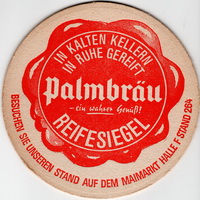 IN KALTEN KELLERN
IN RUHE GEREIFT
Palmbräu
ein wahrer Genuß!
REIFESIEGEL
BESUCHEN SIE UNSEREN STAND AUF DEM MAIMARKT HALLE F STAND 264